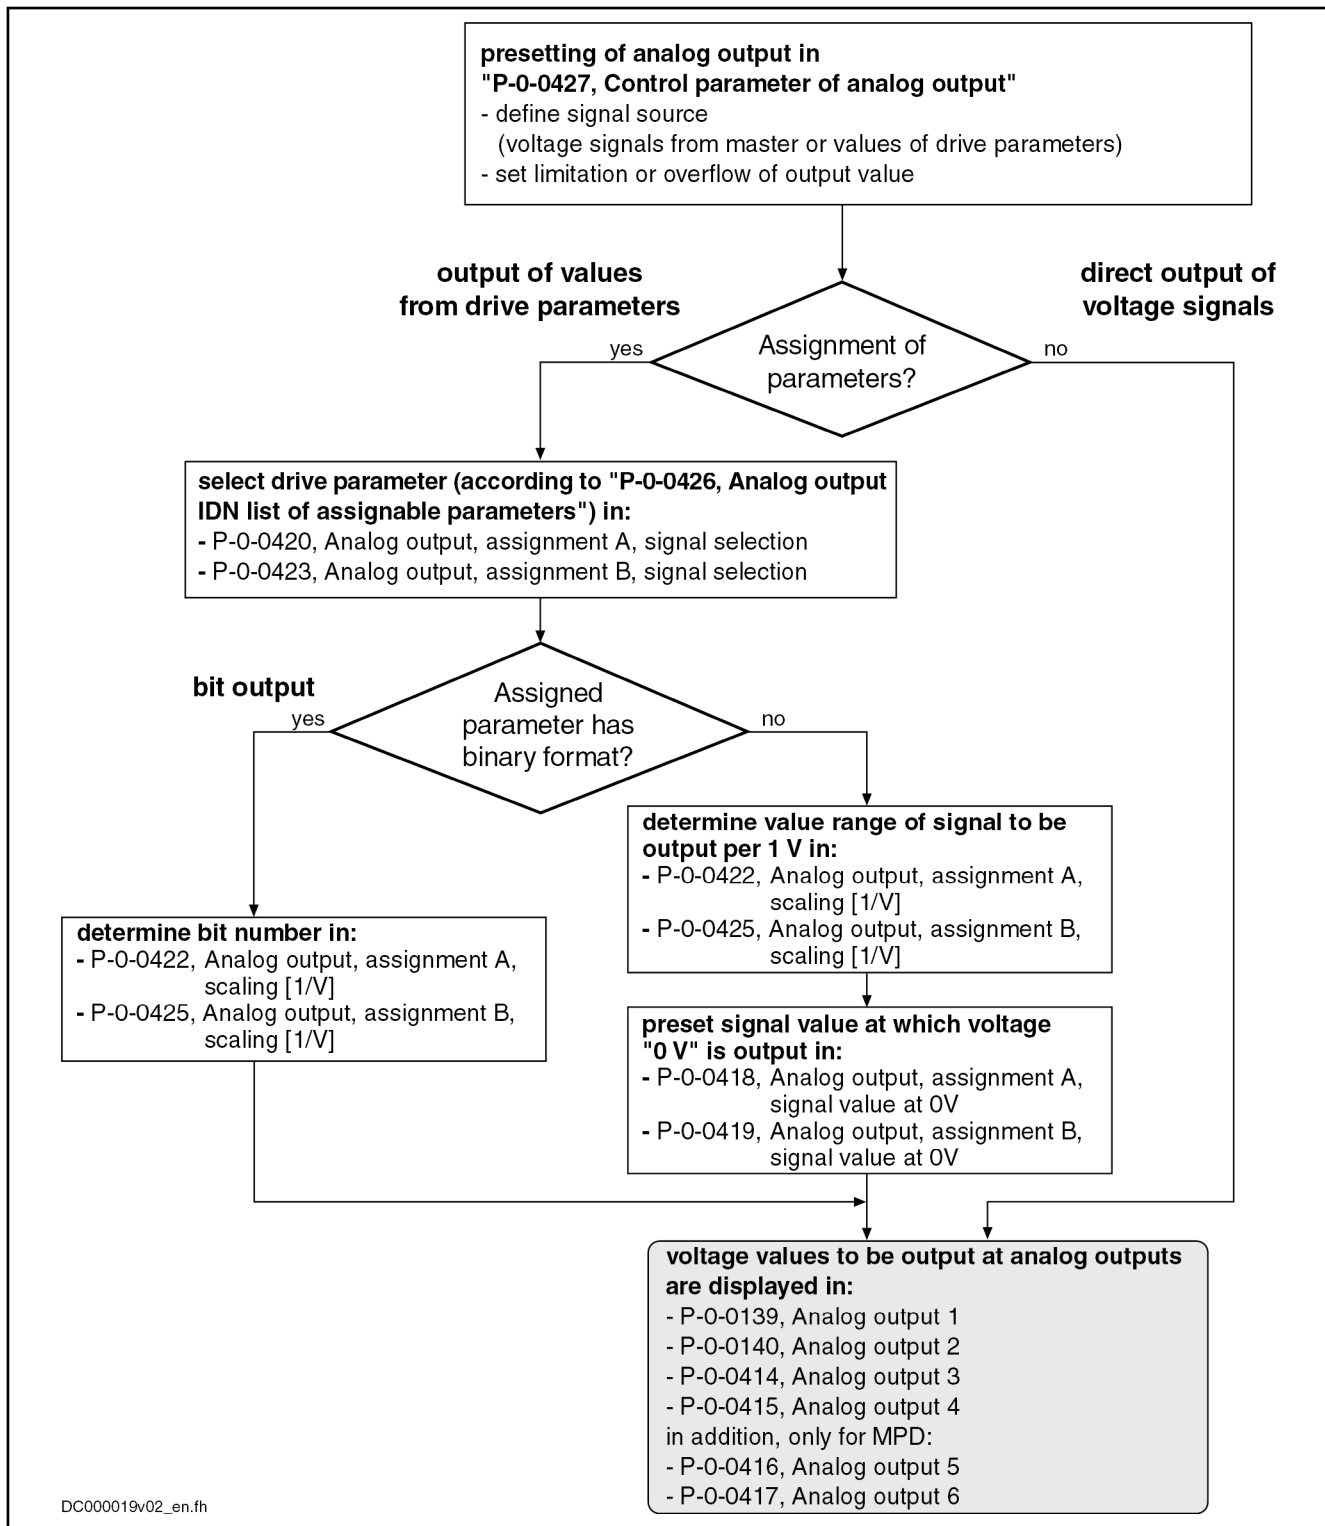 presetting of analog output in
"P-0-0427, Control parameter of analog output"
- define signal source
(voltage signals from master or values of drive parameters)
- set limitation or overflow of output value
output of values
from drive parameters
direct output of
voltage signals
yes
Assignment of
parameters?
no
select drive parameter (according to "P-0-0426, Analog output
IDN list of assignable parameters") in:
- P-0-0420, Analog output, assignment A, signal selection
- P-0-0423, Analog output, assignment B, signal selection
bit output
yes
Assigned
parameter has
binary format?
no
determine value range of signal to be
output per 1 V in:
- P-0-0422, Analog output, assignment A,
scaling [1/V]
- P-0-0425, Analog output, assignment B,
scaling [1/V]
determine bit number in:
- P-0-0422, Analog output, assignment A,
scaling [1/V]
- P-0-0425, Analog output, assignment B,
scaling [1/V]
preset signal value at which voltage
"0 V" is output in:
- P-0-0418, Analog output, assignment A,
signal value at 0V
- P-0-0419, Analog output, assignment B,
signal value at 0V
voltage values to be output at analog outputs
are displayed in:
- P-0-0139, Analog output 1
- P-0-0140, Analog output 2
- P-0-0414, Analog output 3
- P-0-0415, Analog output 4
in addition, only for MPD:
- P-0-0416, Analog output 5
- P-0-0417, Analog output 6
DC000019v02_en.fh